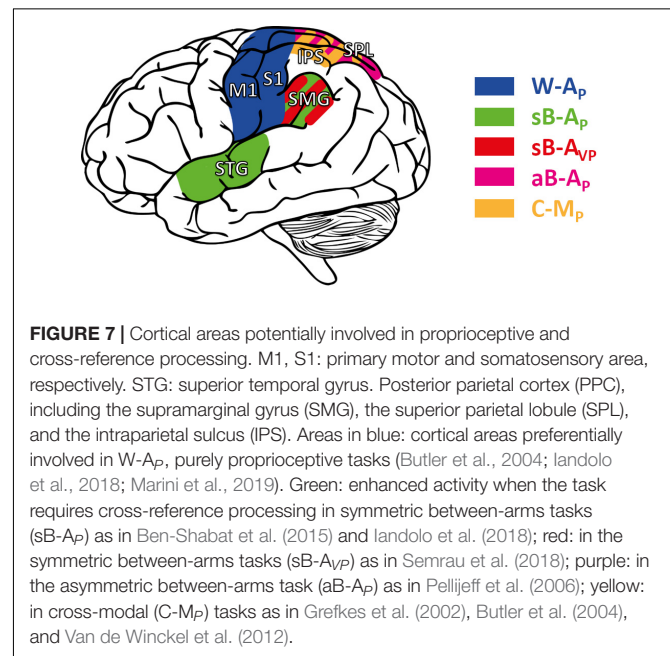 SPL
IPS
S1
M1
SMG
STG
W-Aₚ
sB-Aₚ
sB-Aᵥₚ
aB-Aₚ
C-Mₚ
FIGURE 7 | Cortical areas potentially involved in proprioceptive and
cross-reference processing. M1, S1: primary motor and somatosensory area,
respectively. STG: superior temporal gyrus. Posterior parietal cortex (PPC),
including the supramarginal gyrus (SMG), the superior parietal lobule (SPL),
and the intraparietal sulcus (IPS). Areas in blue: cortical areas preferentially
involved in W-Aₚ, purely proprioceptive tasks (Butler et al., 2004; Iandolo
et al., 2018; Marini et al., 2019). Green: enhanced activity when the task
requires cross-reference processing in symmetric between-arms tasks
(sB-Aₚ) as in Ben-Shabat et al. (2015) and Iandolo et al. (2018); red: in the
symmetric between-arms tasks (sB-Aᵥₚ) as in Semrau et al. (2018); purple: in
the asymmetric between-arms task (aB-Aₚ) as in Pellijeff et al. (2006); yellow:
in cross-modal (C-Mₚ) tasks as in Grefkes et al. (2002), Butler et al. (2004),
and Van de Winckel et al. (2012).